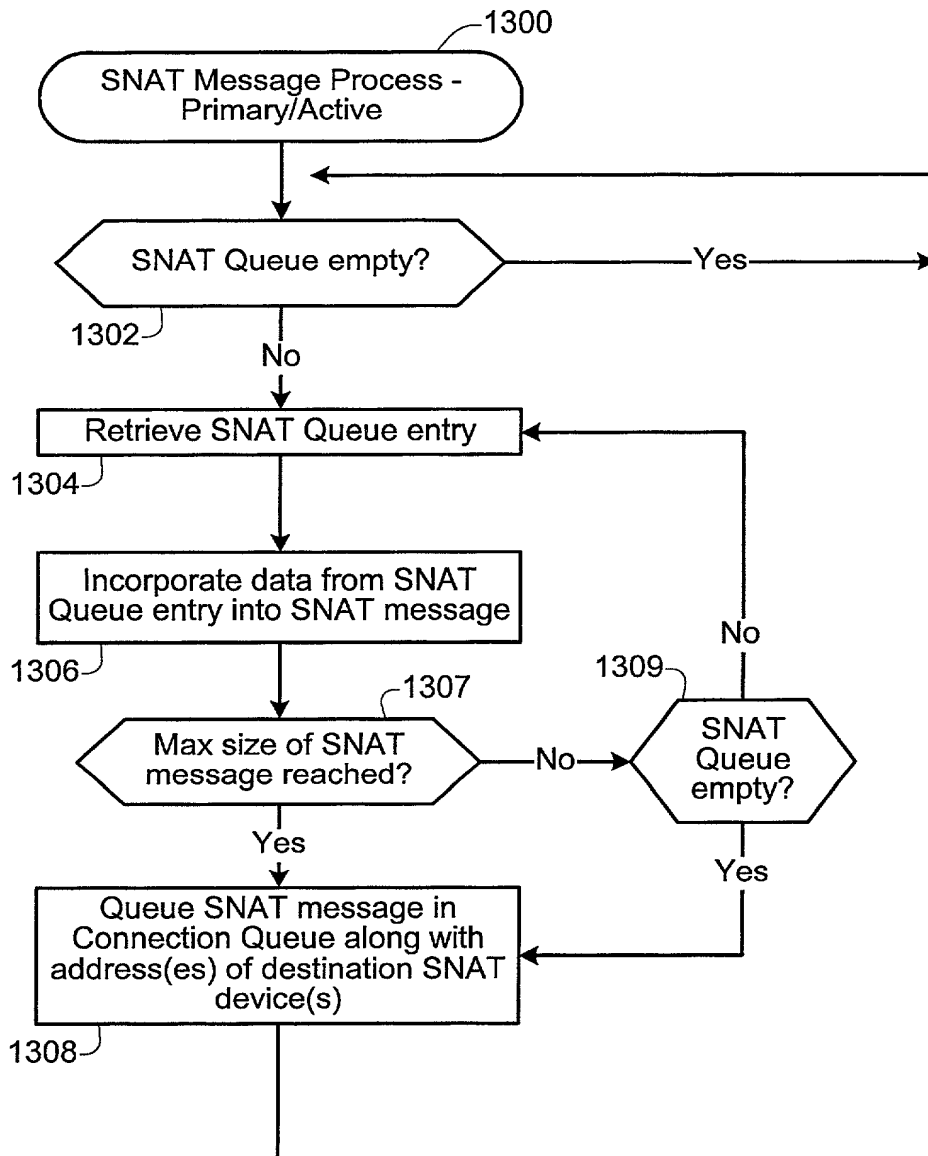 1300
SNAT Message Process -
Primary/Active
SNAT Queue empty?
Yes
1302
No
Retrieve SNAT Queue entry
1304
Incorporate data from SNAT
Queue entry into SNAT message
1306
No
1309
1307
Max size of SNAT
message reached?
No
SNAT
Queue
empty?
Yes
Yes
Queue SNAT message in
Connection Queue along with
address(es) of destination SNAT
device(s)
1308